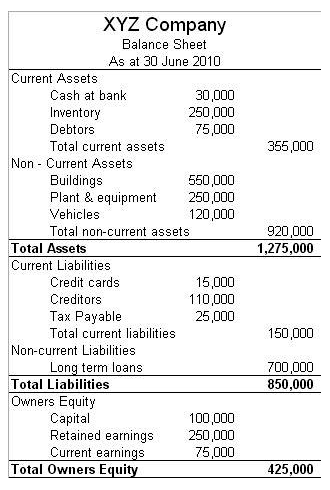 XYZ Company
Balance Sheet
As at 30 June 2010
Current Assets
Cash at bank 30,000
Inventory 250,000
Debtors 75,000
Total current assets 355,000
Non - Current Assets
Buildings 550,000
Plant & equipment 250,000
Vehicles 120,000
Total non-current assets 920,000
Total Assets 1,275,000
Current Liabilities
Credit cards 15,000
Creditors 110,000
Tax Payable 25,000
Total current liabilities 150,000
Non-current Liabilities
Long term loans 700,000
Total Liabilities 850,000
Owners Equity
Capital 100,000
Retained earnings 250,000
Current earnings 75,000
Total Owners Equity 425,000